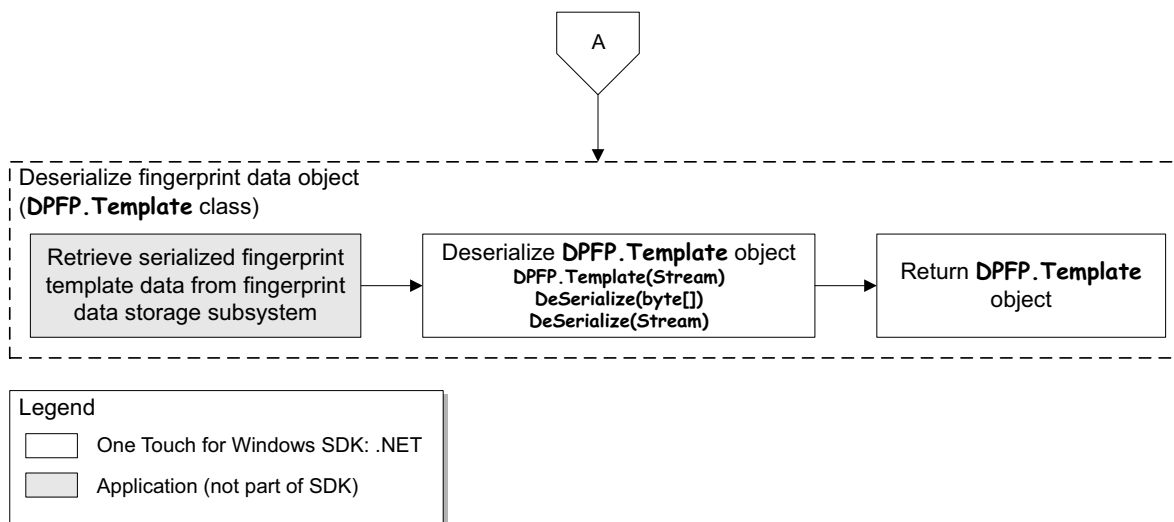 A
Deserialize fingerprint data object
(DPFP.Template class)
Retrieve serialized fingerprint
template data from fingerprint
data storage subsystem
Deserialize DPFP.Template object
DPFP.Template(Stream)
DeSerialize(byte[])
DeSerialize(Stream)
Return DPFP.Template
object
Legend
One Touch for Windows SDK: .NET
Application (not part of SDK)